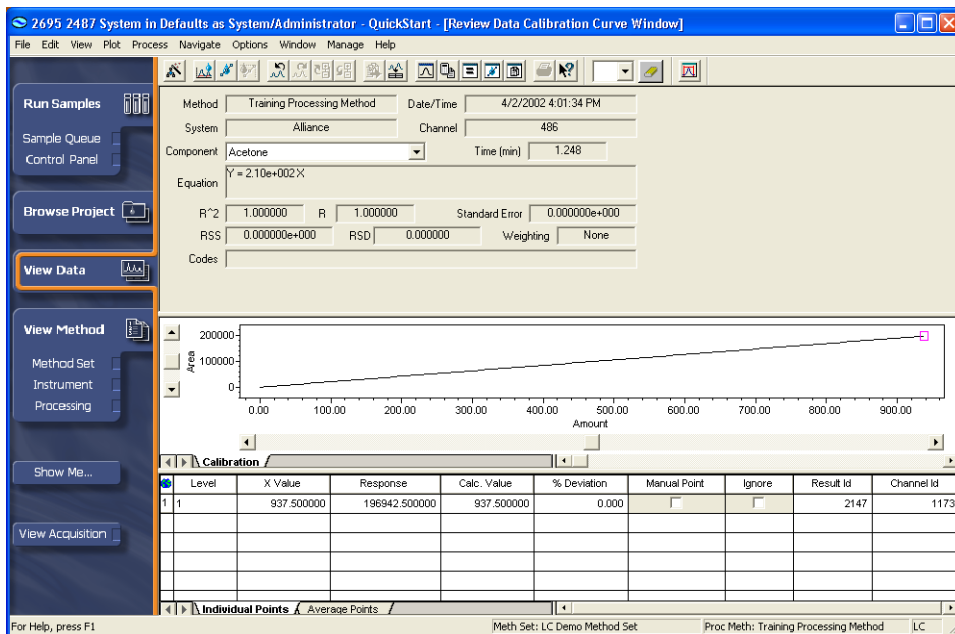 2695 2487 System in Defaults as System/Administrator - QuickStart - [Review Data Calibration Curve Window]
File Edit View Plot Process Navigate Options Window Manage Help
Run Samples
Sample Queue
Control Panel
Browse Project
View Data
View Method
Method Set
Instrument
Processing
Show Me...
View Acquisition
Method Training Processing Method Date/Time 4/2/2002 4:01:34 PM
System Alliance Channel 486
Component Acetone Time (min) 1.248
Equation Y = 2.10e+002 X
R^2 1.000000 R 1.000000 Standard Error 0.000000e+000
RSS 0.000000e+000 RSD 0.000000 Weighting None
Codes
Area
200000
100000
0
0.00 100.00 200.00 300.00 400.00 500.00 600.00 700.00 800.00 900.00
Amount
Calibration
Level X Value Response Calc. Value % Deviation Manual Point Ignore Result Id Channel Id
1 1 937.500000 196942.500000 937.500000 0.000 2147 1173
Individual Points Average Points
For Help, press F1 Meth Set: LC Demo Method Set Proc Meth: Training Processing Method LC